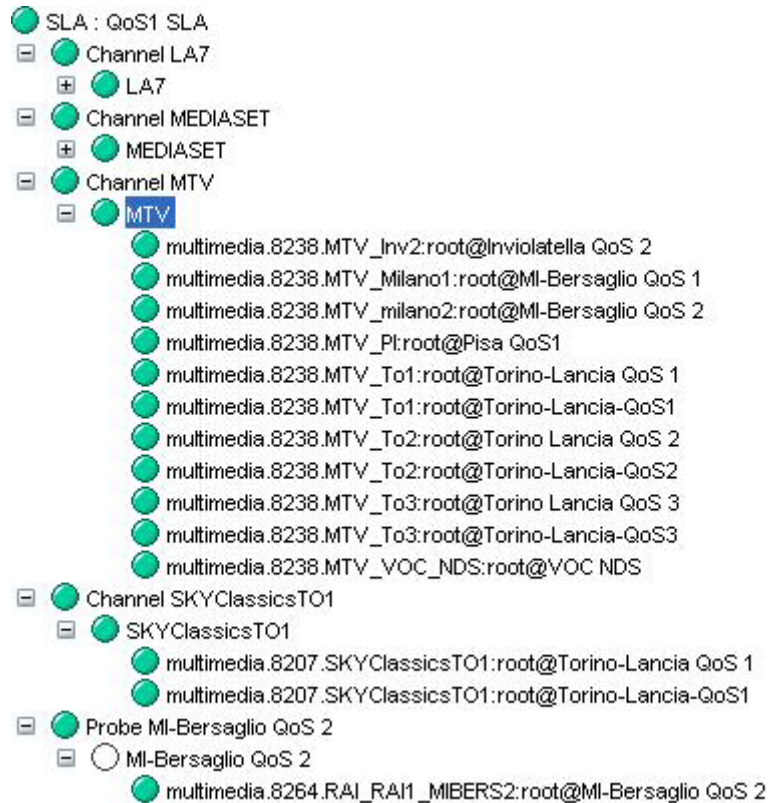 SLA : QoS1 SLA
Channel LA7
LA7
Channel MEDIASET
MEDIASET
Channel MTV
MTV
multimedia.8238.MTV_Inv2:root@Inviolatella QoS 2
multimedia.8238.MTV_Milano1:root@MI-Bersaglio QoS 1
multimedia.8238.MTV_milano2:root@MI-Bersaglio QoS 2
multimedia.8238.MTV_PI:root@Pisa QoS1
multimedia.8238.MTV_To1:root@Torino-Lancia QoS 1
multimedia.8238.MTV_To1:root@Torino-Lancia-QoS1
multimedia.8238.MTV_To2:root@Torino Lancia QoS 2
multimedia.8238.MTV_To2:root@Torino-Lancia-QoS2
multimedia.8238.MTV_To3:root@Torino Lancia QoS 3
multimedia.8238.MTV_To3:root@Torino-Lancia-QoS3
multimedia.8238.MTV_VOC_NDS:root@VOC NDS
Channel SKYClassicsTO1
SKYClassicsTO1
multimedia.8207.SKYClassicsTO1:root@Torino-Lancia QoS 1
multimedia.8207.SKYClassicsTO1:root@Torino-Lancia-QoS1
Probe MI-Bersaglio QoS 2
MI-Bersaglio QoS 2
multimedia.8264.RAI_RAI1_MIBERS2:root@MI-Bersaglio QoS 2